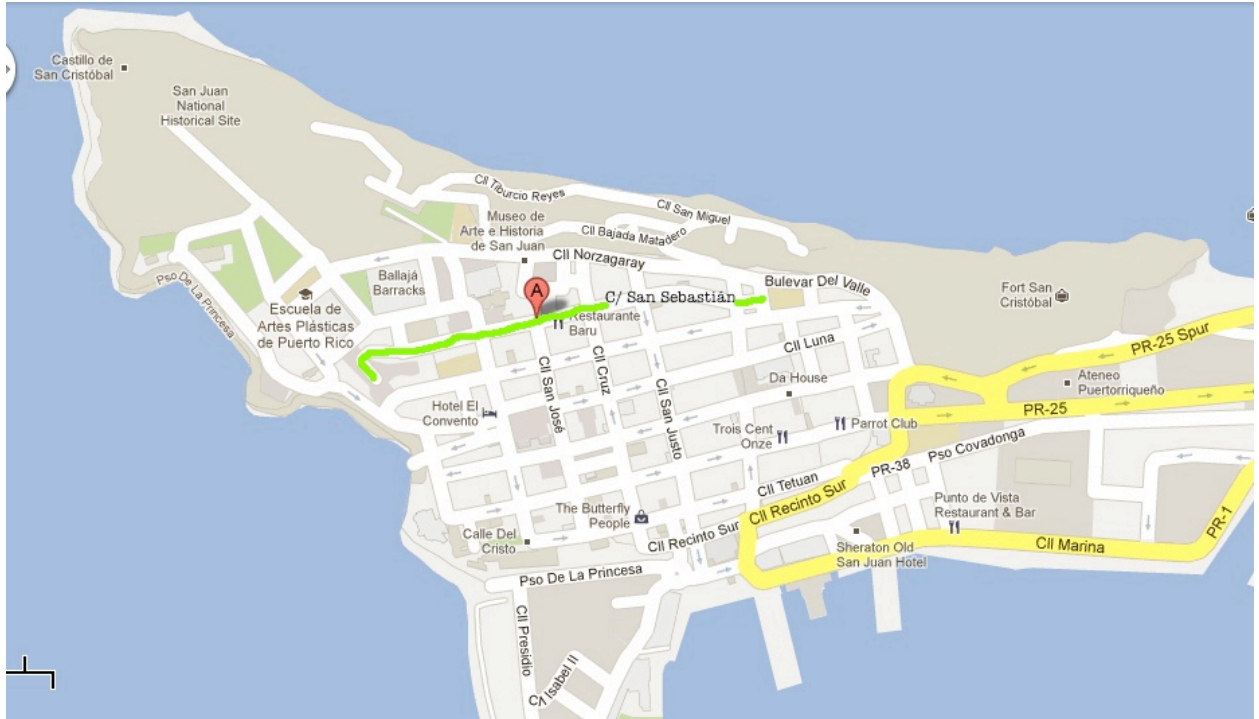 Castillo de
San Cristóbal
San Juan
National
Historical Site
Cll Tiburcio Reyes
Cll San Miguel
Museo de
Arte e Historia
de San Juan
Cll Bajada Matadero
Cll Norzagaray
Ballajá
Barracks
Pso De La Princesa
Escuela de
Artes Plásticas
de Puerto Rico
A
C/ San Sebastián
Bulevar Del Valle
Fort San
Cristóbal
Restaurante
Baru
Cll Luna
PR-25 Spur
Cll San José
Cll Cruz
Cll San Justo
Da House
Ateneo
Puertorriqueño
PR-25
Hotel El
Convento
Trois Cent
Onze
Parrot Club
Pso Covadonga
PR-38
Cll Tetuan
Cll Recinto Sur
Punto de Vista
Restaurant & Bar
PR-1
The Butterfly
People
Calle Del
Cristo
Cll Recinto Sur
Sheraton Old
San Juan Hotel
Cll Marina
Pso De La Princesa
Cll Presidio
C/ Isabel II